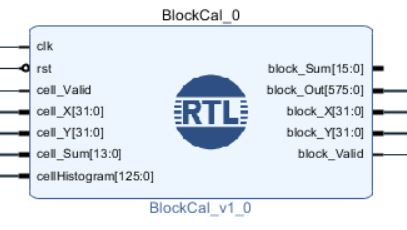 BlockCal_0
clk
rst
cell_Valid
cell_X[31:0]
cell_Y[31:0]
cell_Sum[13:0]
cellHistogram[125:0]
RTL
block_Sum[15:0]
block_Out[575:0]
block_X[31:0]
block_Y[31:0]
block_Valid
BlockCal_v1_0